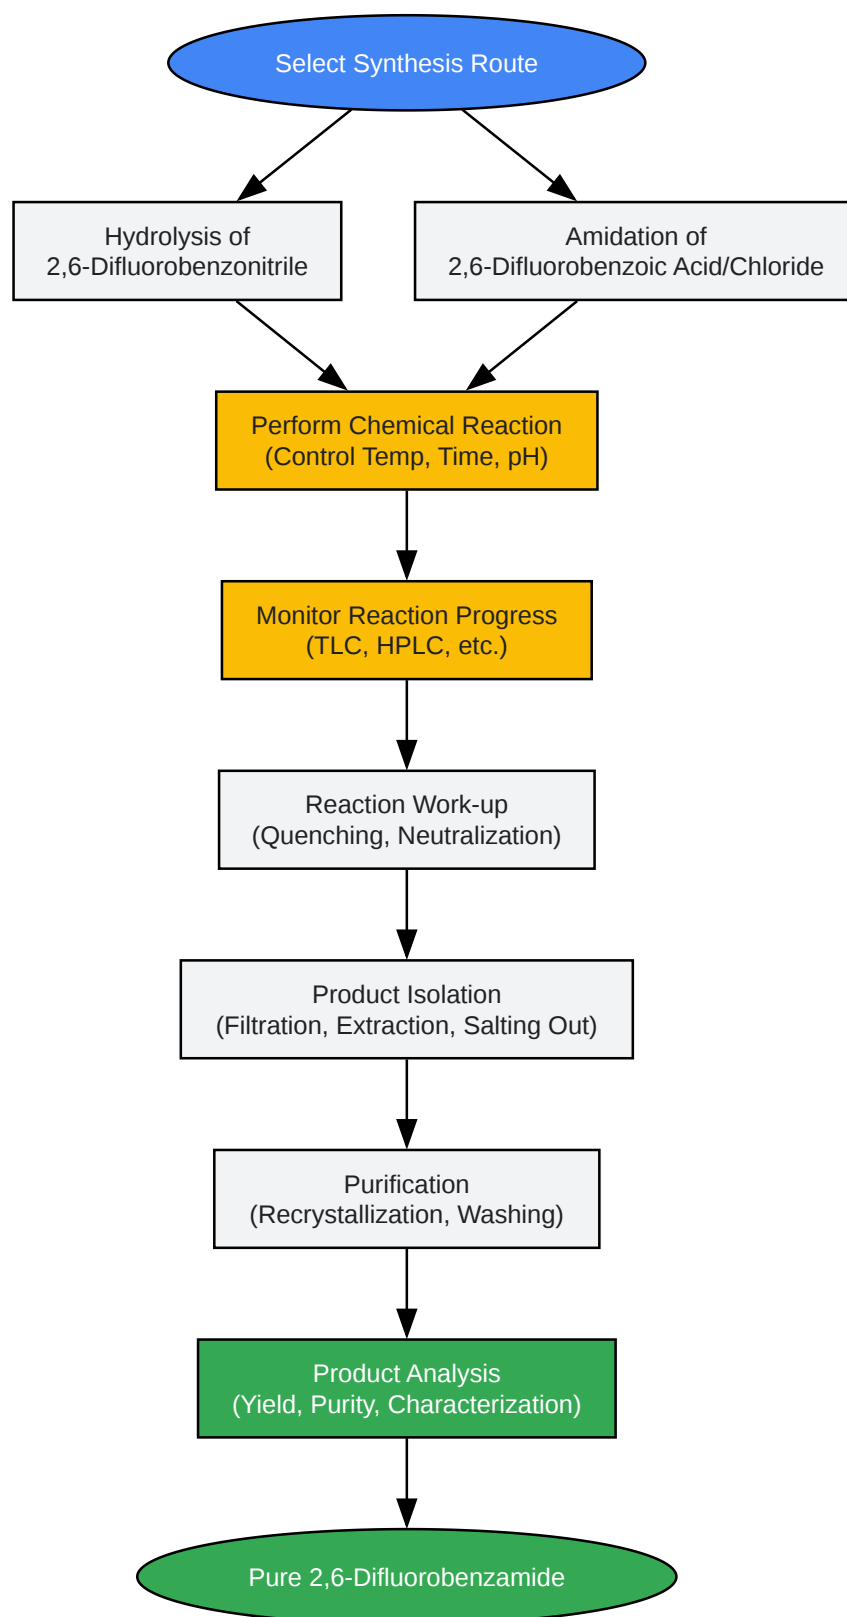 Select Synthesis Route
Hydrolysis of
2,6-Difluorobenzonitrile
Amidation of
2,6-Difluorobenzoic Acid/Chloride
Perform Chemical Reaction
(Control Temp, Time, pH)
Monitor Reaction Progress
(TLC, HPLC, etc.)
Reaction Work-up
(Quenching, Neutralization)
Product Isolation
(Filtration, Extraction, Salting Out)
Purification
(Recrystallization, Washing)
Product Analysis
(Yield, Purity, Characterization)
Pure 2,6-Difluorobenzamide